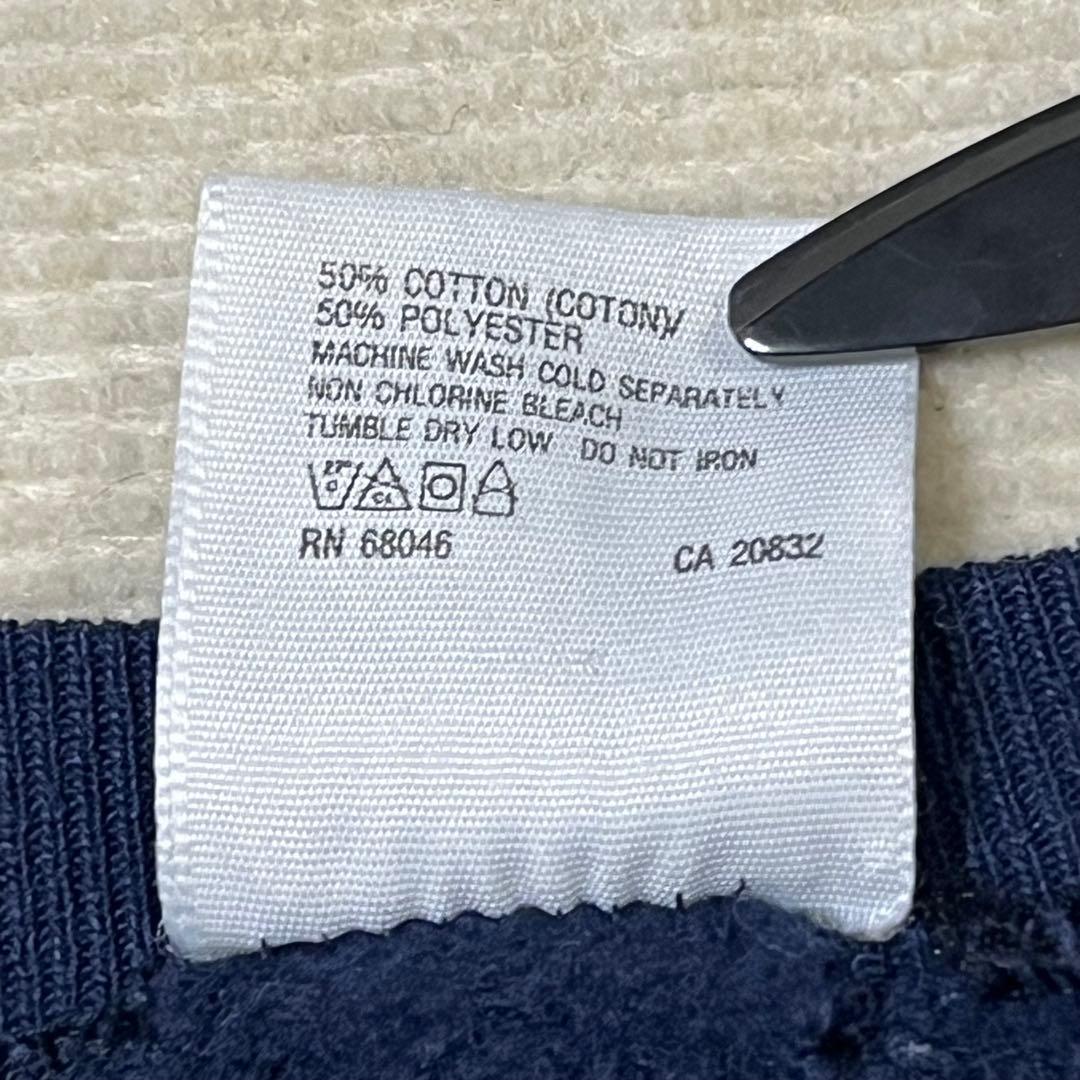 50% COTTON (COTON)/
50% POLYESTER
MACHINE WASH COLD SEPARATELY
NON CHLORINE BLEACH
TUMBLE DRY LOW DO NOT IRON
RN 68046 CA 20832